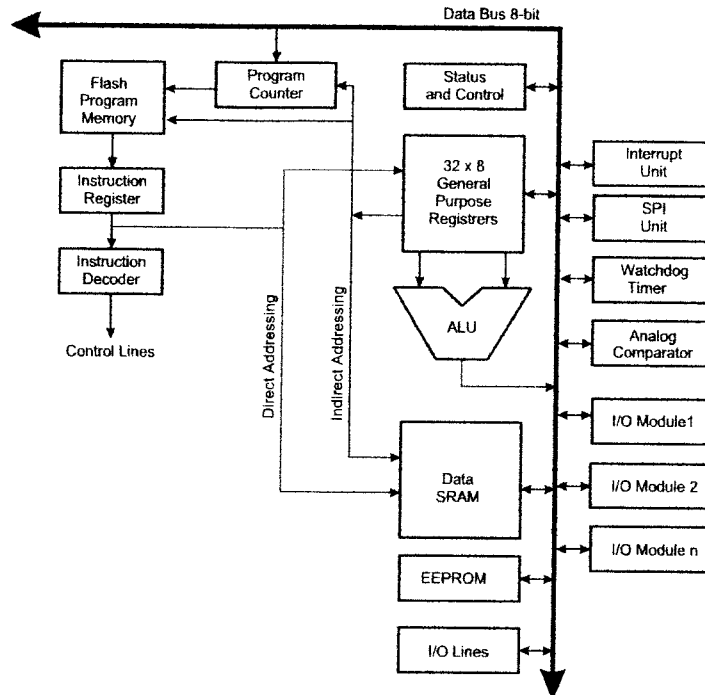 Data Bus 8-bit
Flash
Program
Memory
Program
Counter
Status
and Control
Instruction
Register
32 x 8
General
Purpose
Registrers
Interrupt
Unit
SPI
Unit
Instruction
Decoder
Watchdog
Timer
Control Lines
Direct Addressing
Indirect Addressing
ALU
Analog
Comparator
I/O Module1
Data
SRAM
I/O Module 2
I/O Module n
EEPROM
I/O Lines